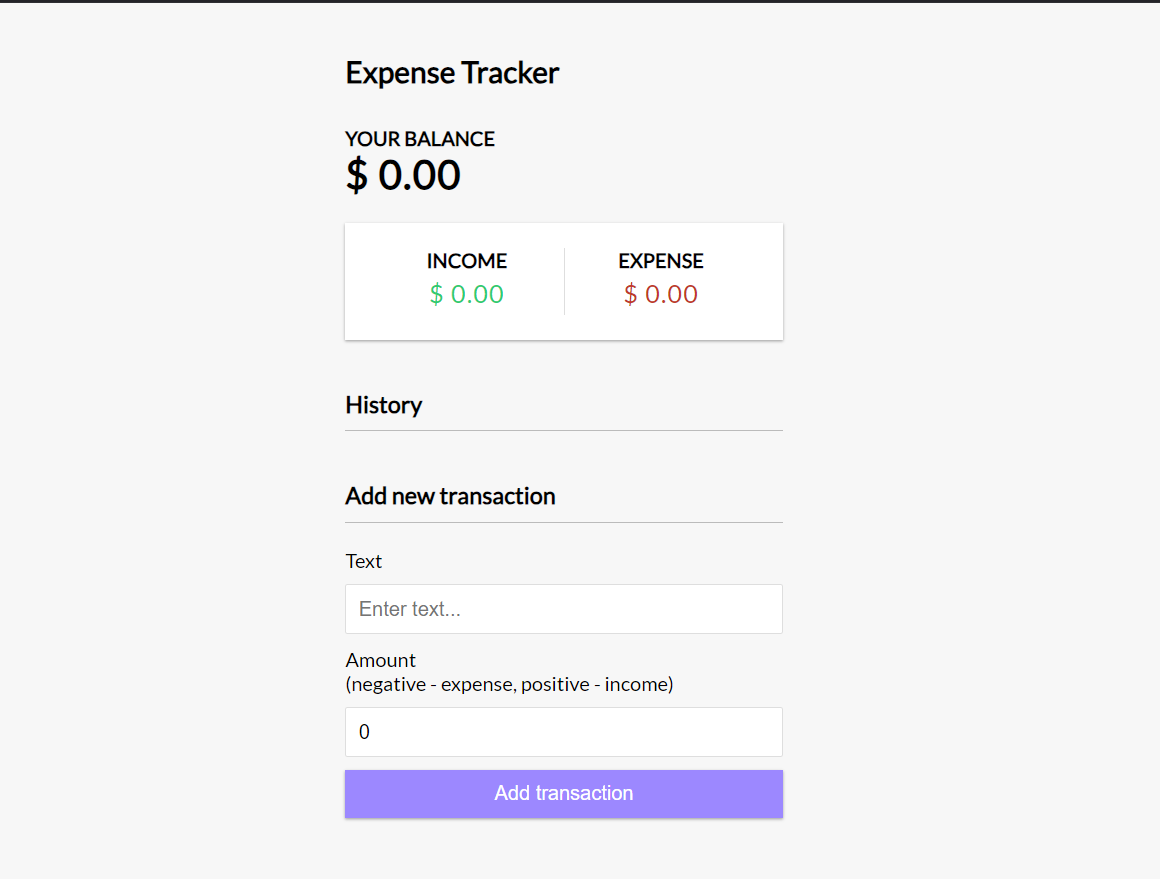 Expense Tracker
YOUR BALANCE
$ 0.00
INCOME
EXPENSE
$ 0.00
$ 0.00
History
Add new transaction
Text
Enter text...
Amount
(negative - expense, positive - income)
0
Add transaction